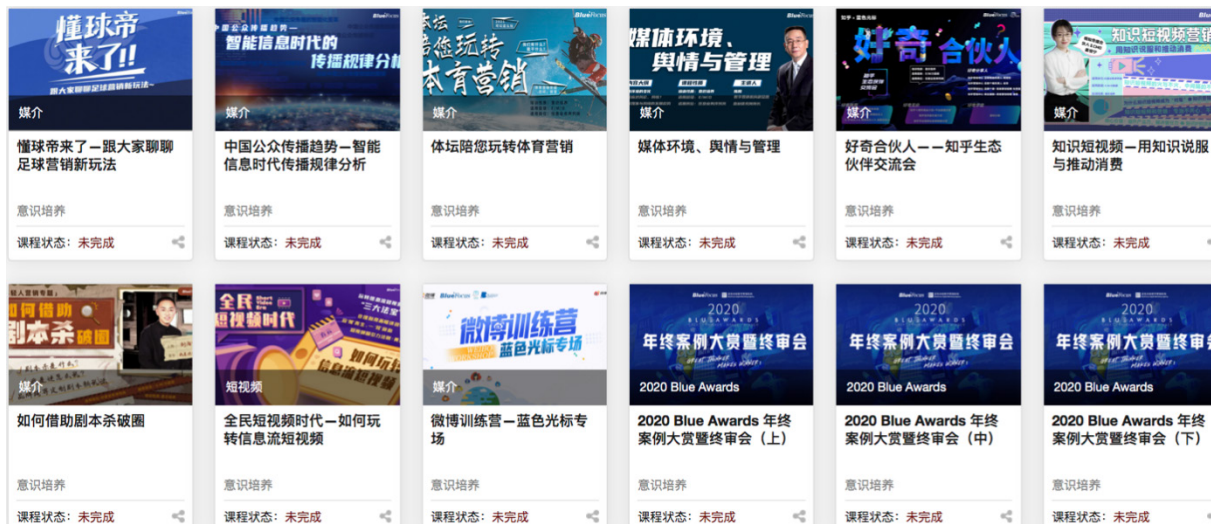 懂球帝
来了!!
跟大家聊聊足球营销新玩法~
媒介
懂球帝来了—跟大家聊聊
足球营销新玩法
意识培养
课程状态：未完成
中国公众传播趋势—
智能信息时代的
传播规律分析
媒介
中国公众传播趋势—智能
信息时代传播规律分析
意识培养
课程状态：未完成
BlueFocus
媒介
体坛陪您玩转体育营销
意识培养
课程状态：未完成
BlueFocus
媒体环境、
舆情与管理
媒介
媒体环境、舆情与管理
意识培养
课程状态：未完成
知乎·蓝色光标
好奇合伙人
媒介
好奇合伙人——知乎生态
伙伴交流会
意识培养
课程状态：未完成
知识短视频营销
用知识说服和推动消费
媒介
知识短视频—用知识说服
与推动消费
意识培养
课程状态：未完成
如何借助
剧本杀破圈
媒介
如何借助剧本杀破圈
意识培养
课程状态：未完成
全民
短视频时代
"三大法宝"
如何玩转
信息流短视频
短视频
全民短视频时代—如何玩
转信息流短视频
意识培养
课程状态：未完成
BlueFocus
微博训练营
蓝色光标专场
媒介
微博训练营—蓝色光标专
场
意识培养
课程状态：未完成
BlueFocus
2020
BLUE AWARDS
年终案例大赏暨终审会
2020 Blue Awards
2020 Blue Awards 年终
案例大赏暨终审会（上）
意识培养
课程状态：未完成
BlueFocus
2020
BLUE AWARDS
年终案例大赏暨终审会
2020 Blue Awards
2020 Blue Awards 年终
案例大赏暨终审会（中）
意识培养
课程状态：未完成
BlueFocus
2020
BLUE AWARDS
年终案例大赏暨终审会
2020 Blue Awards
2020 Blue Awards 年终
案例大赏暨终审会（下）
意识培养
课程状态：未完成